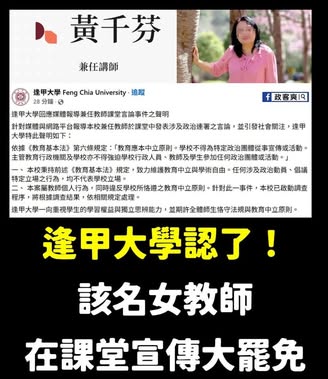 黃千芬
兼任講師
逢甲大學 Feng Chia University · 追蹤
28 分鐘
政客爽
逢甲大學回應媒體報導兼任教師課堂言論事件之聲明
針對媒體與網路平台報導本校兼任教師於課堂中發表涉及政治連署之言論，並引發社會關注，逢甲
大學特此聲明如下：
依據《教育基本法》第六條規定：「教育應本中立原則。學校不得為特定政治團體從事宣傳或活動。
主管教育行政機關及學校亦不得強迫學校行政人員、教師及學生參加任何政治團體或活動。」
一、本校秉持前述《教育基本法》規定，致力維護教育中立與學術自由。任何涉及政治動員、倡議
特定立場之行為，均不代表學校立場。
二、本案屬教師個人行為，同時違反學校所恪遵之教育中立原則。針對此一事件，本校已啟動調查
程序，將根據調查結果，依相關規定處理。
逢甲大學一向重視學生的學習權益與獨立思辨能力，並期許全體師生恪守法規與教育中立原則。
逢甲大學認了！
該名女教師
在課堂宣傳大罷免